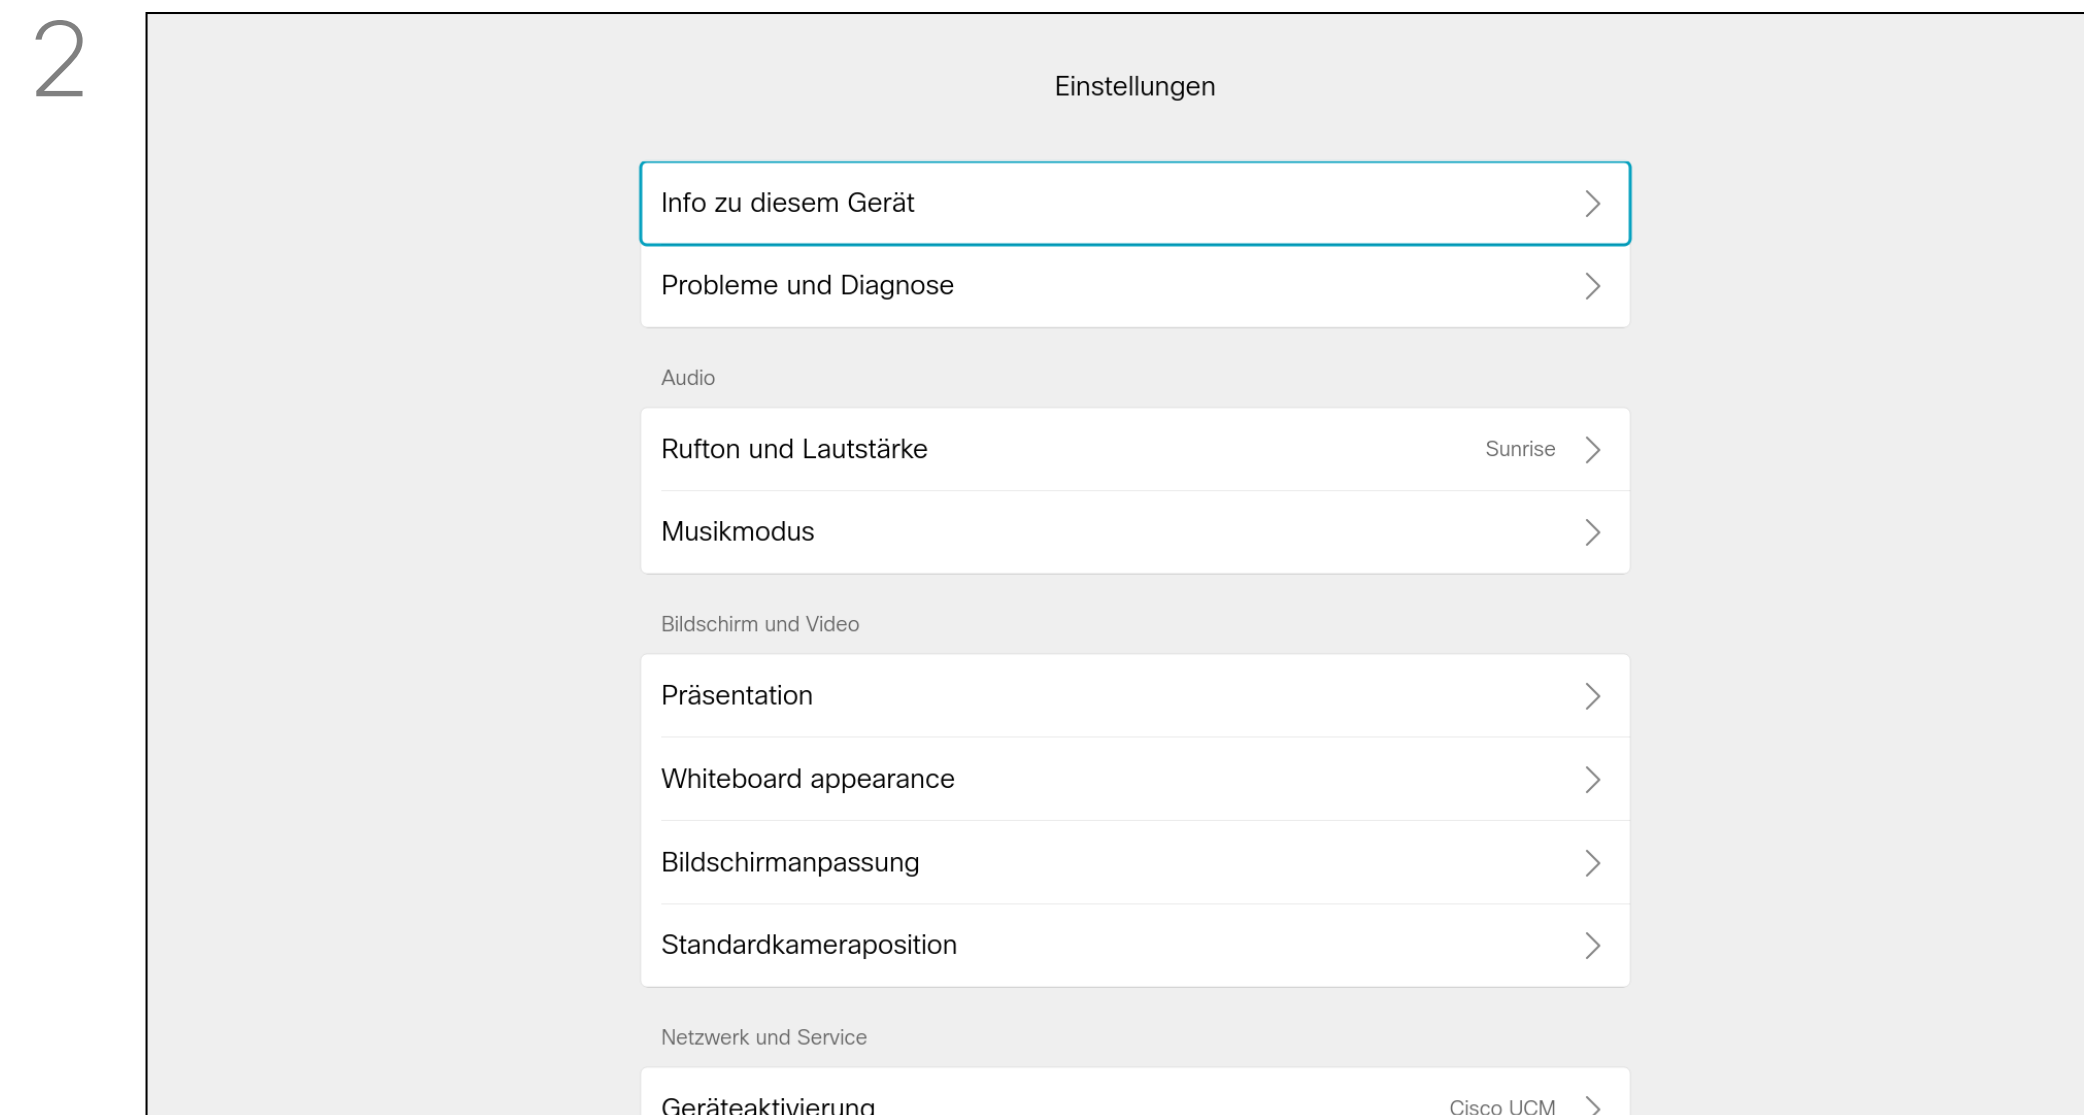 2
Einstellungen
Info zu diesem Gerät
Probleme und Diagnose
Audio
Rufton und Lautstärke Sunrise
Musikmodus
Bildschirm und Video
Präsentation
Whiteboard appearance
Bildschirmanpassung
Standardkameraposition
Netzwerk und Service
Geräteaktivierung Cisco UCM